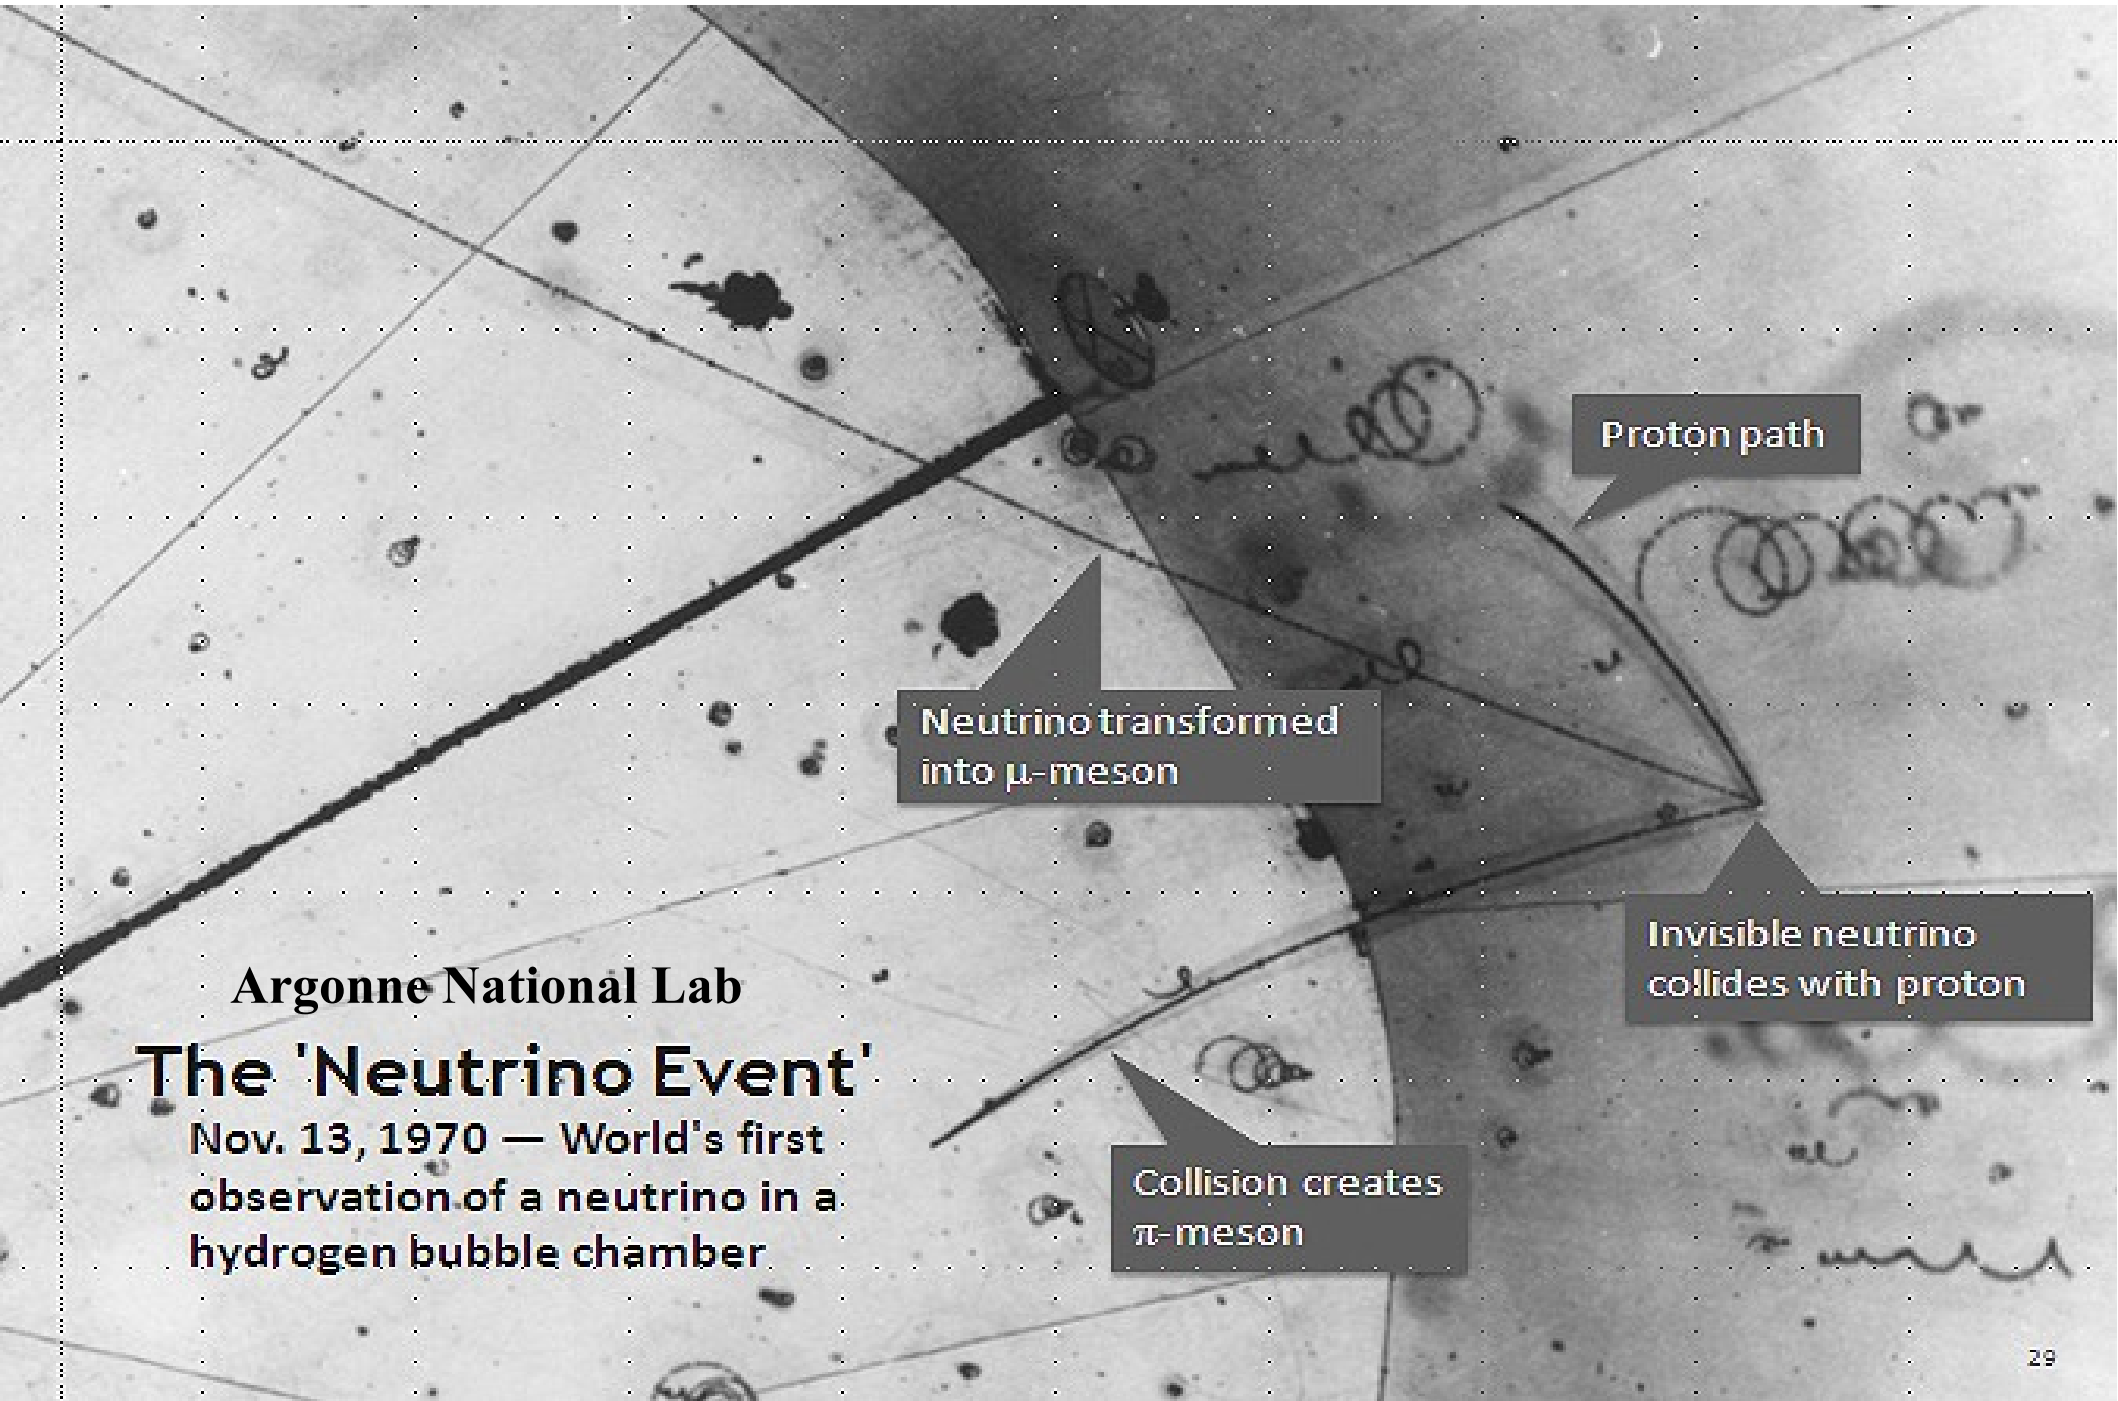 Proton path
Neutrino transformed
into μ-meson
Invisible neutrino
collides with proton
Argonne National Lab
The 'Neutrino Event'
Nov. 13, 1970 — World's first
observation of a neutrino in a
hydrogen bubble chamber
Collision creates
π-meson
29